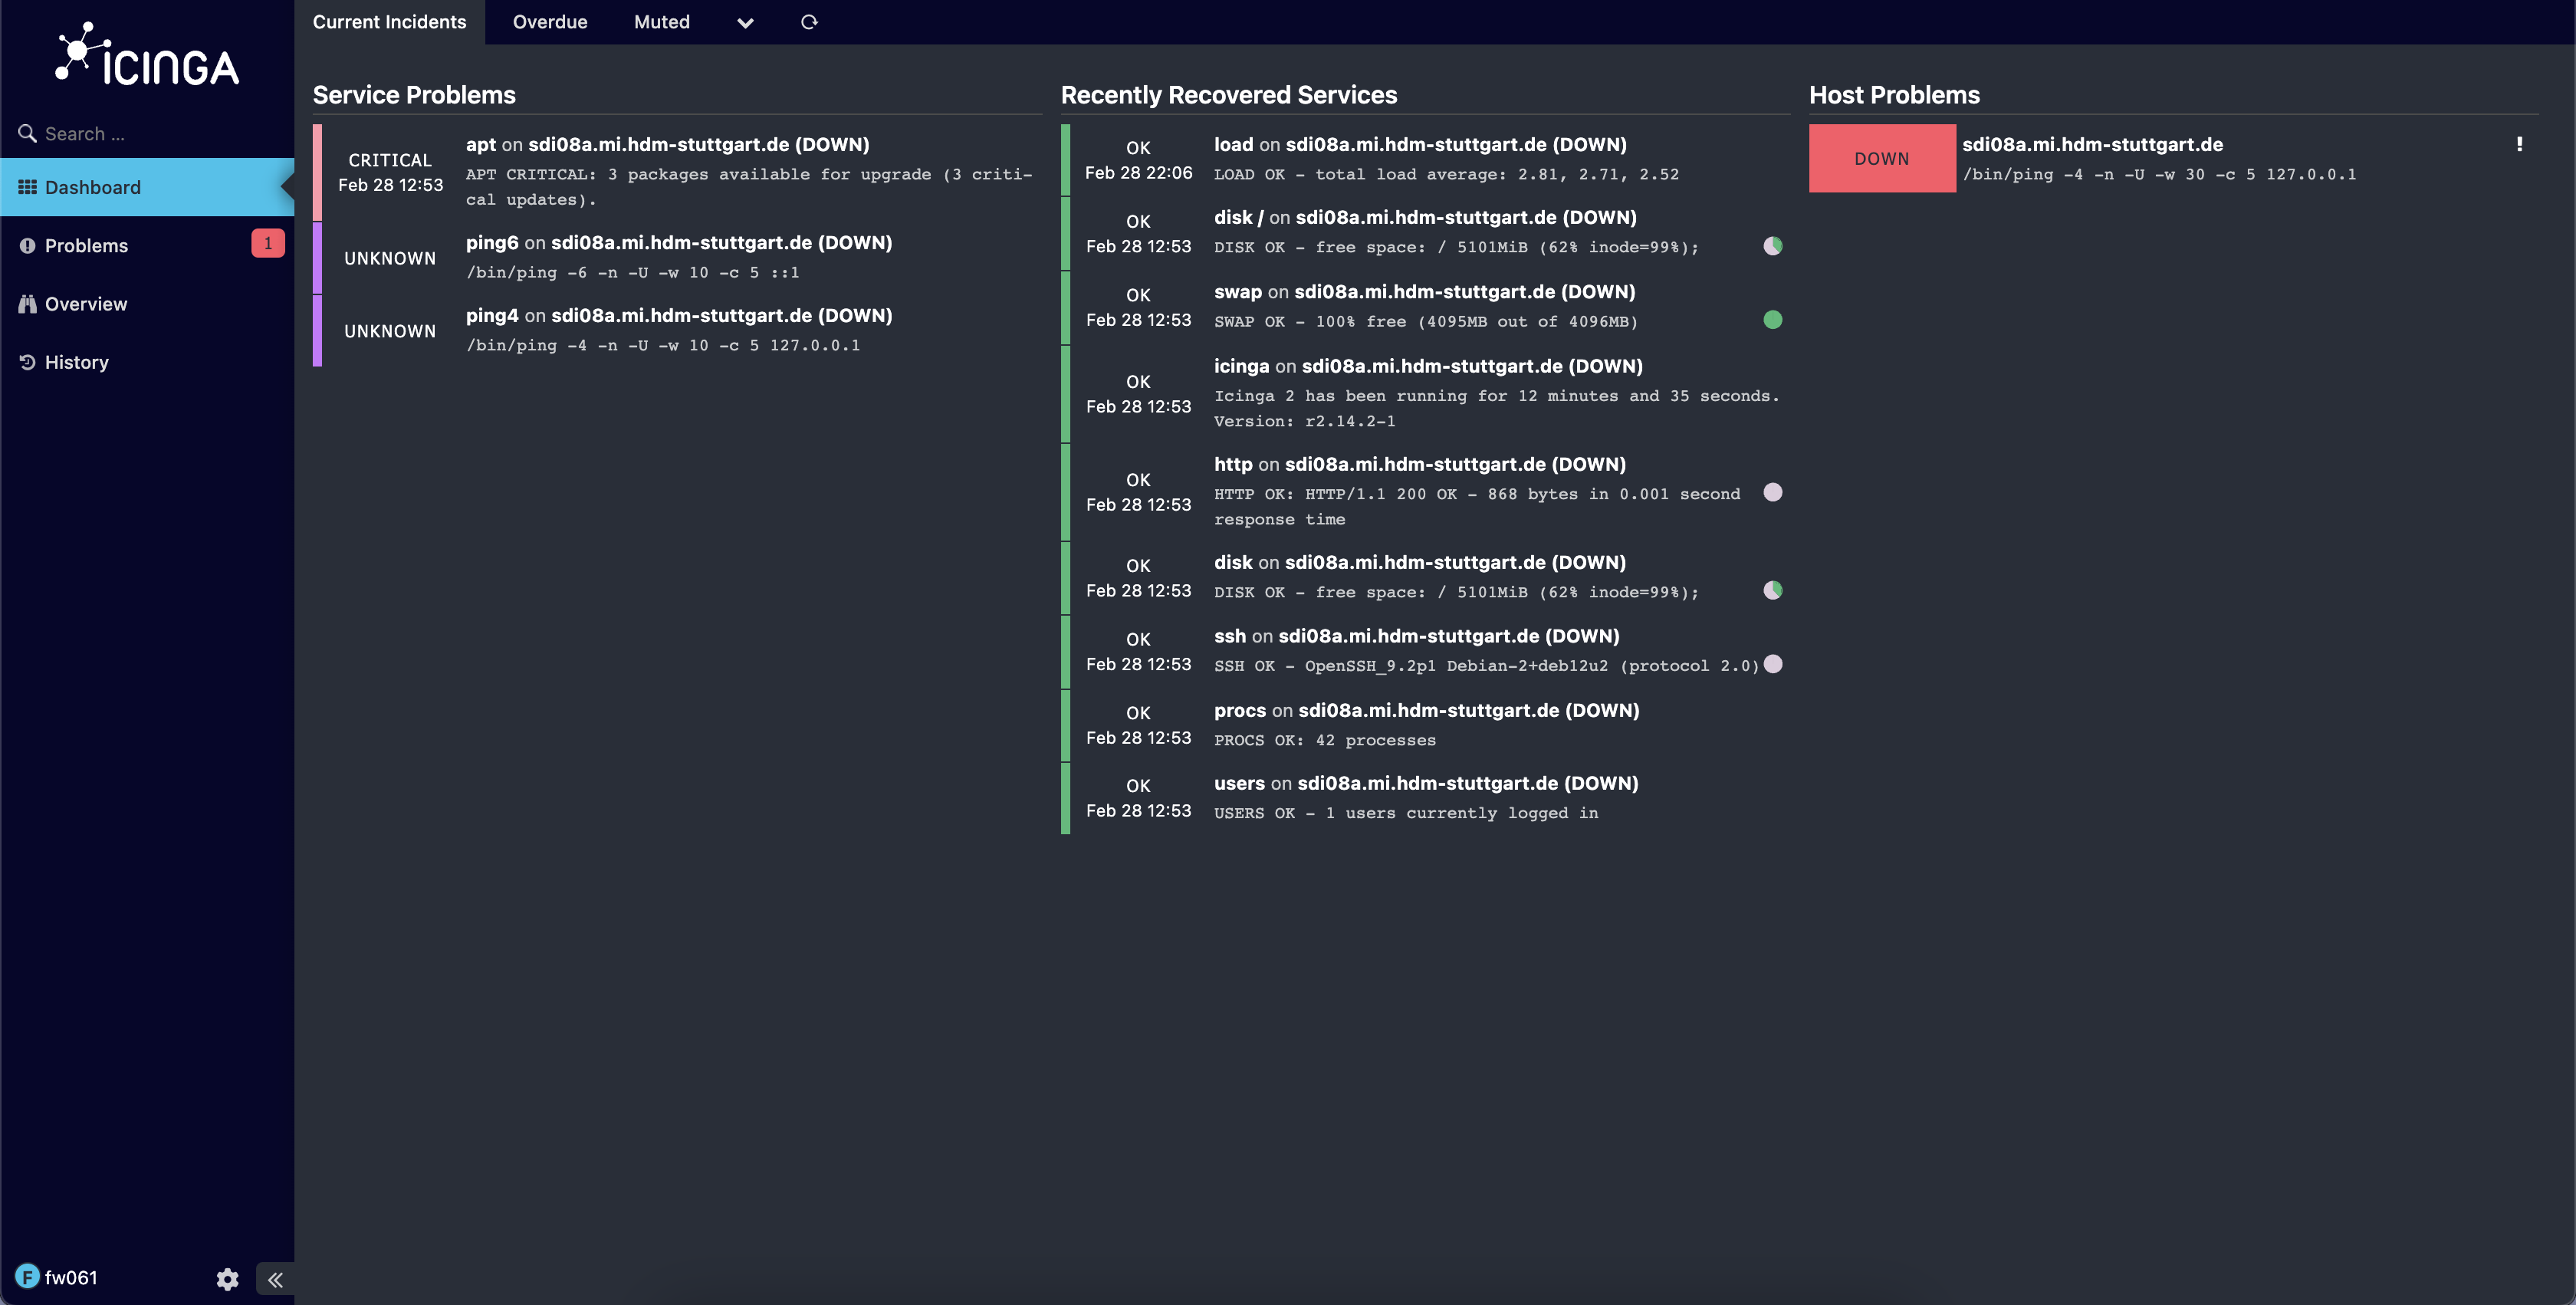 ICINGA
Search ...
Dashboard
Problems 1
Overview
History
fw061
F
Current Incidents Overdue Muted
Service Problems
CRITICAL
Feb 28 12:53
apt on sdi08a.mi.hdm-stuttgart.de (DOWN)
APT CRITICAL: 3 packages available for upgrade (3 criti-
cal updates).
UNKNOWN
ping6 on sdi08a.mi.hdm-stuttgart.de (DOWN)
/bin/ping -6 -n -U -w 10 -c 5 ::1
UNKNOWN
ping4 on sdi08a.mi.hdm-stuttgart.de (DOWN)
/bin/ping -4 -n -U -w 10 -c 5 127.0.0.1
Recently Recovered Services
OK
Feb 28 22:06
load on sdi08a.mi.hdm-stuttgart.de (DOWN)
LOAD OK - total load average: 2.81, 2.71, 2.52
OK
Feb 28 12:53
disk / on sdi08a.mi.hdm-stuttgart.de (DOWN)
DISK OK - free space: / 5101MiB (62% inode=99%);
OK
Feb 28 12:53
swap on sdi08a.mi.hdm-stuttgart.de (DOWN)
SWAP OK - 100% free (4095MB out of 4096MB)
OK
Feb 28 12:53
icinga on sdi08a.mi.hdm-stuttgart.de (DOWN)
Icinga 2 has been running for 12 minutes and 35 seconds.
Version: r2.14.2-1
OK
Feb 28 12:53
http on sdi08a.mi.hdm-stuttgart.de (DOWN)
HTTP OK: HTTP/1.1 200 OK - 868 bytes in 0.001 second
response time
OK
Feb 28 12:53
disk on sdi08a.mi.hdm-stuttgart.de (DOWN)
DISK OK - free space: / 5101MiB (62% inode=99%);
OK
Feb 28 12:53
ssh on sdi08a.mi.hdm-stuttgart.de (DOWN)
SSH OK - OpenSSH_9.2p1 Debian-2+deb12u2 (protocol 2.0)
OK
Feb 28 12:53
procs on sdi08a.mi.hdm-stuttgart.de (DOWN)
PROCS OK: 42 processes
OK
Feb 28 12:53
users on sdi08a.mi.hdm-stuttgart.de (DOWN)
USERS OK - 1 users currently logged in
Host Problems
DOWN
sdi08a.mi.hdm-stuttgart.de !
/bin/ping -4 -n -U -w 30 -c 5 127.0.0.1